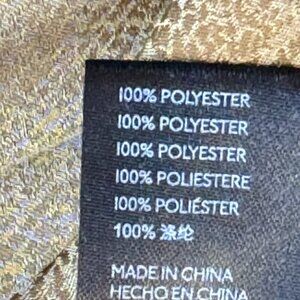 100% POLYESTER
100% POLYESTER
100% POLYESTER
100% POLIESTERE
100% POLIÉSTER
100% 涤纶
MADE IN CHINA
HECHO EN CHINA